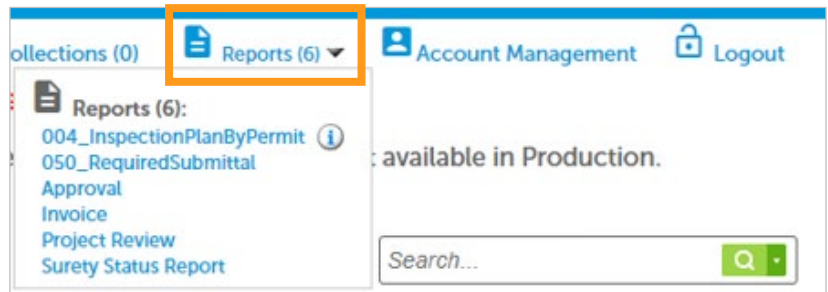 ollections (0) Reports (6) Account Management Logout
Reports (6):
004_InspectionPlanByPermit i
050_RequiredSubmittal
: available in Production.
Approval
Invoice
Project Review
Surety Status Report
Search...